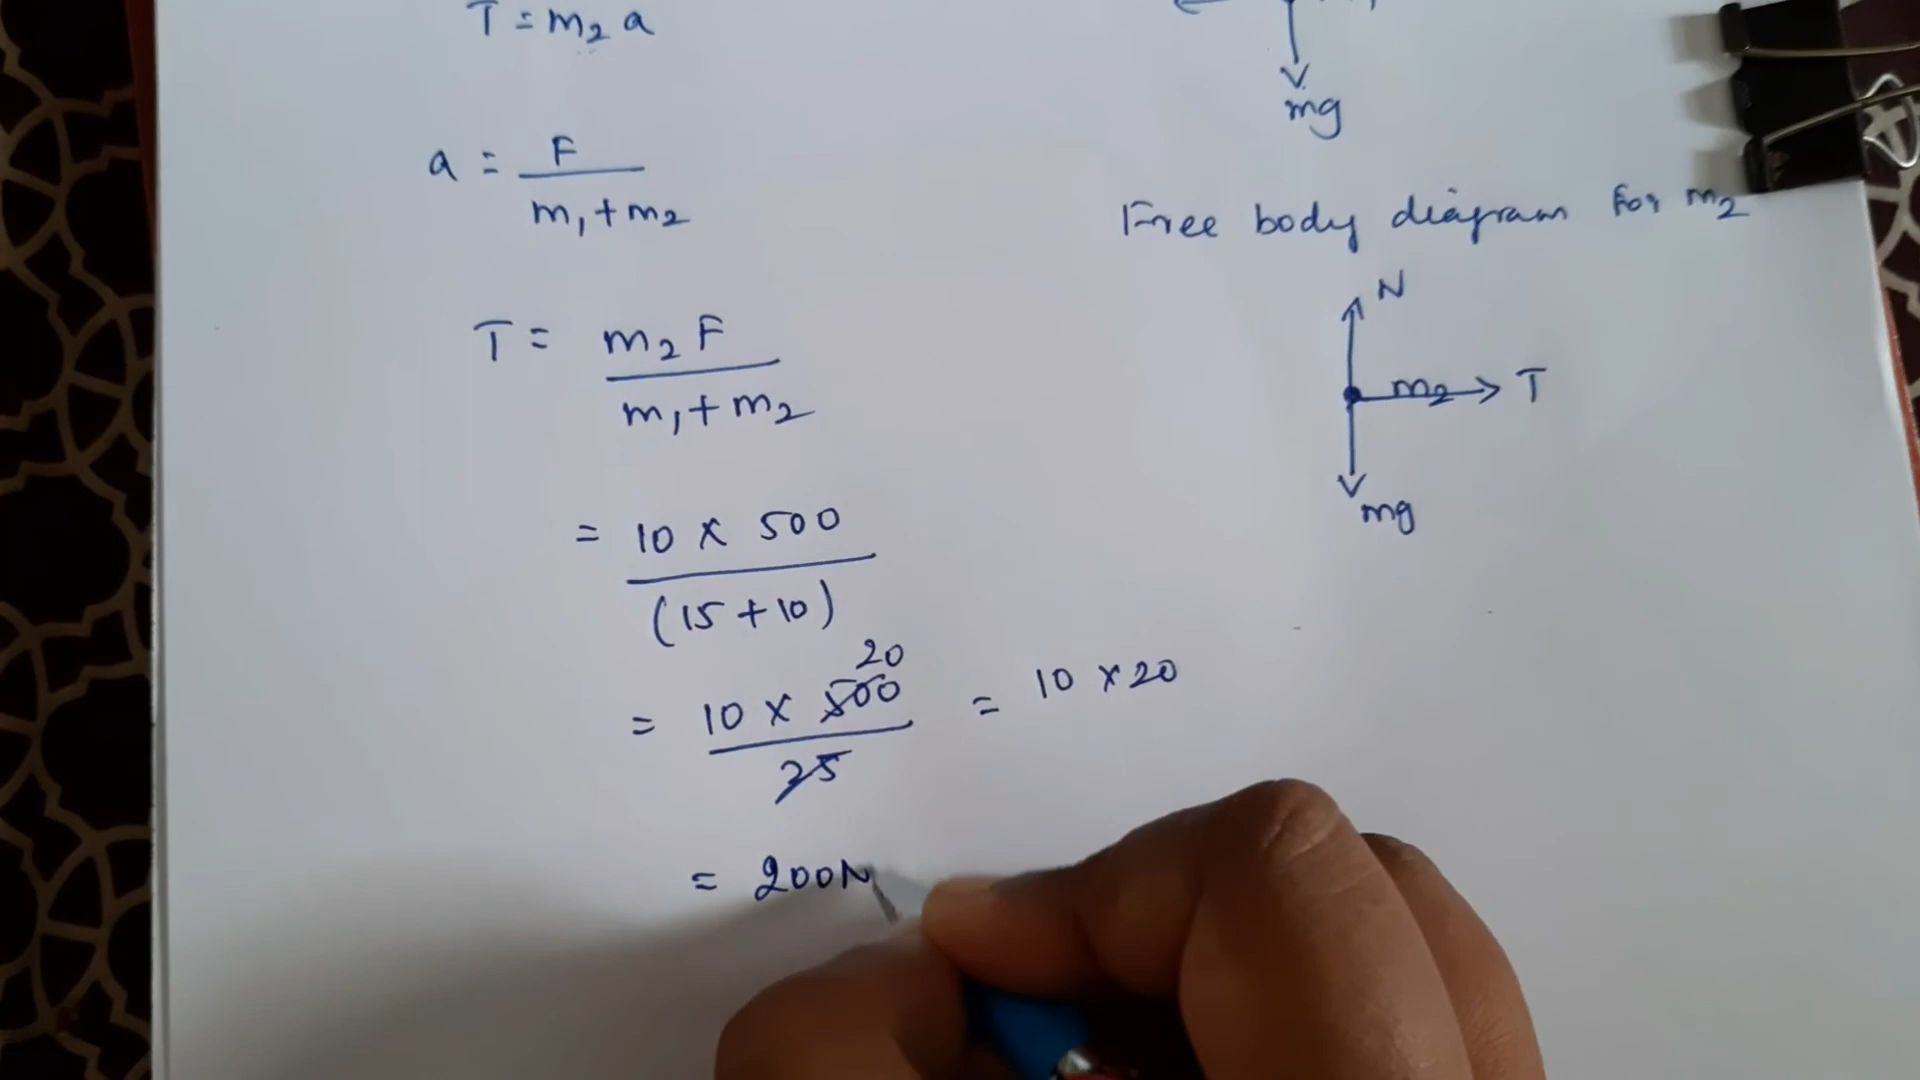 T = m₂ a
mg
a = F
m₁ + m₂
Free body diagram for m₂
N
T = m₂ F
m₁ + m₂
m₂ T
mg
= 10 x 500
(15 + 10)
20
= 10 x 500 = 10 x 20
25
= 200N